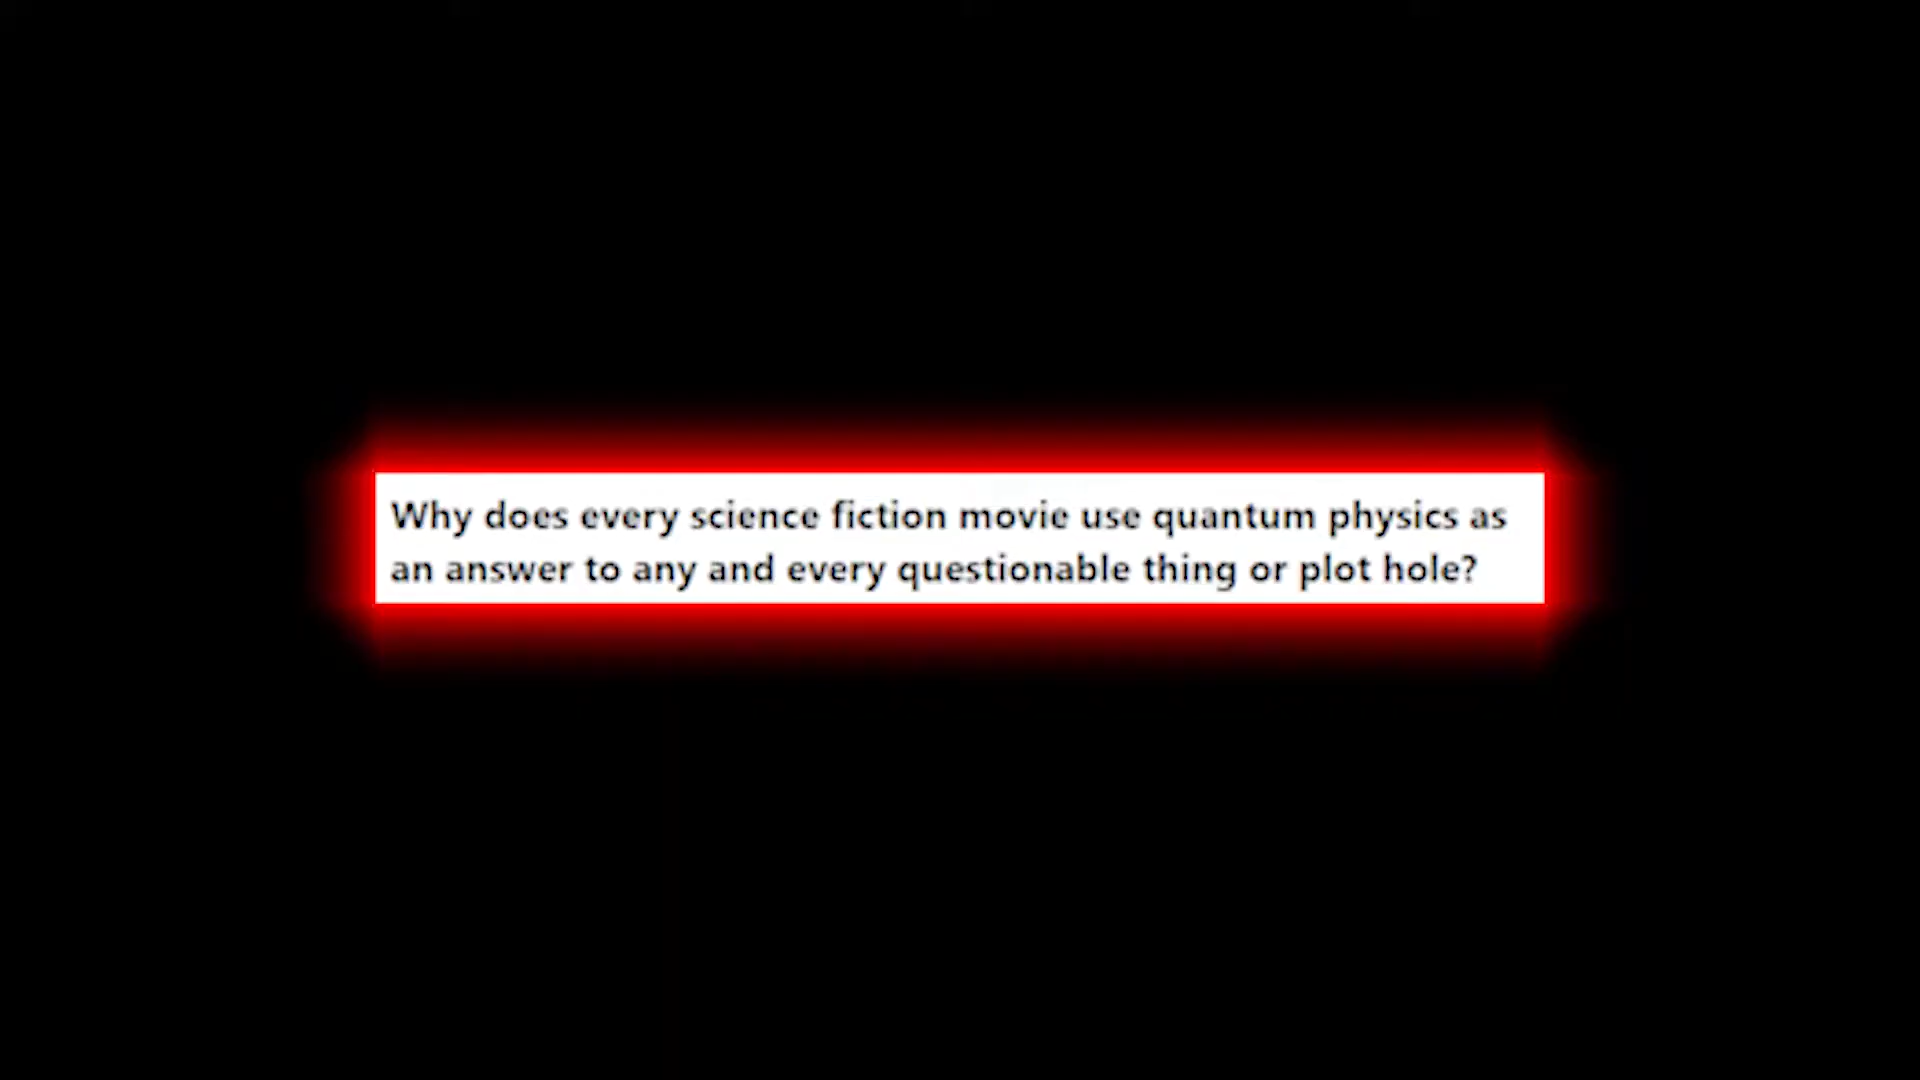 Why does every science fiction movie use quantum physics as
an answer to any and every questionable thing or plot hole?